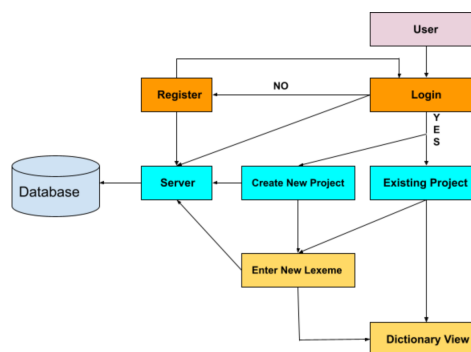 User
Register
NO
Login
Y
E
S
Database
Server
Create New Project
Existing Project
Enter New Lexeme
Dictionary View